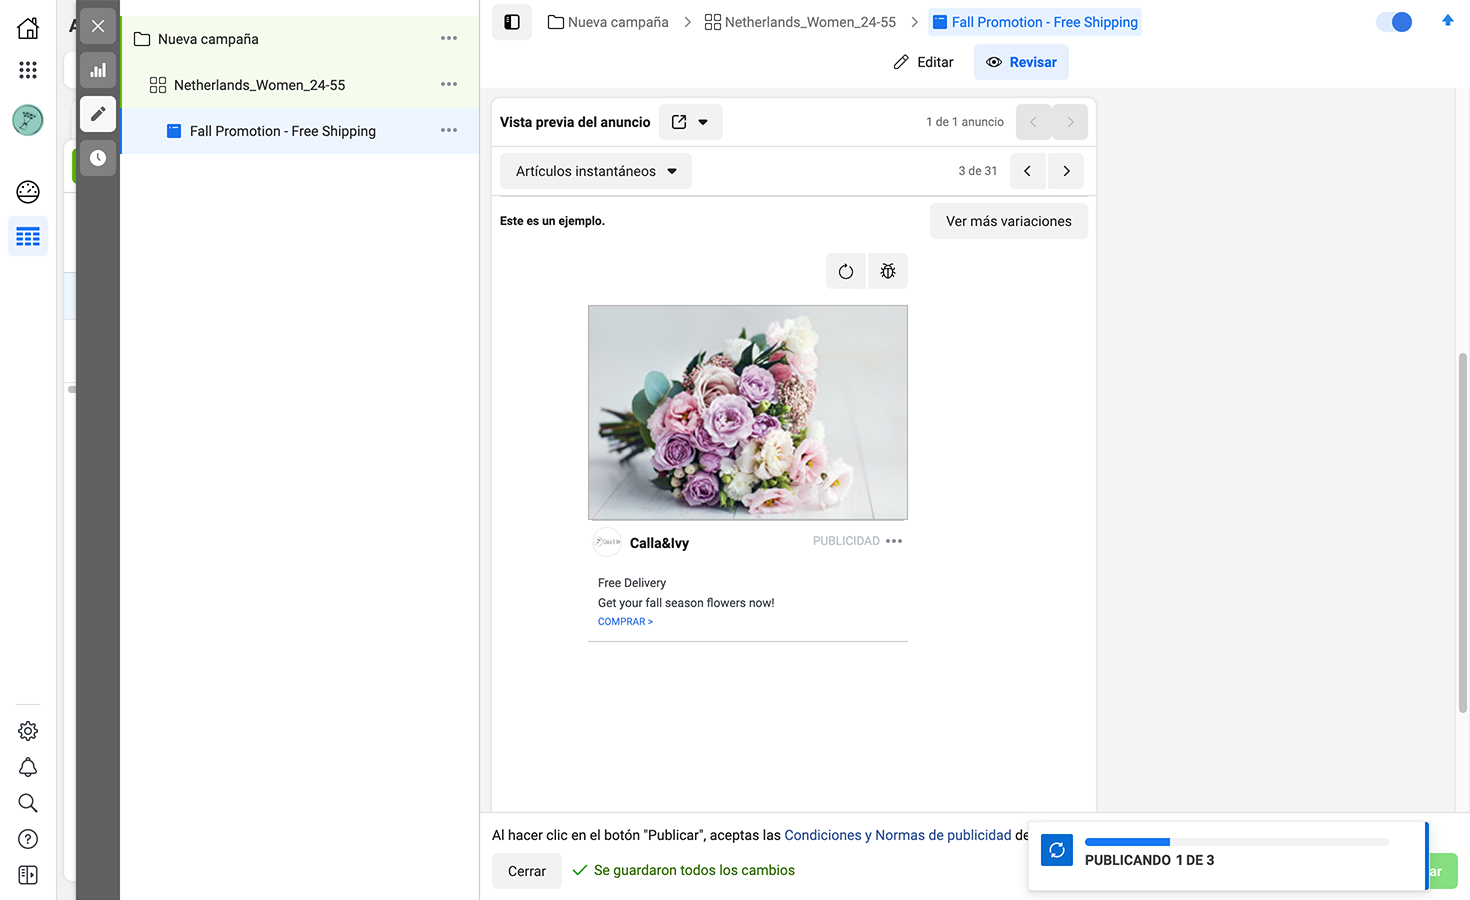 Nueva campaña
Netherlands_Women_24-55
Fall Promotion - Free Shipping
Nueva campaña
Netherlands_Women_24-55
Fall Promotion - Free Shipping
Editar
Revisar
Vista previa del anuncio
1 de 1 anuncio
Artículos instantáneos
3 de 31
Este es un ejemplo.
Ver más variaciones
Calla&Ivy
PUBLICIDAD
Free Delivery
Get your fall season flowers now!
COMPRAR >
Al hacer clic en el botón "Publicar", aceptas las Condiciones y Normas de publicidad de
Cerrar
Se guardaron todos los cambios
PUBLICANDO 1 DE 3
ar